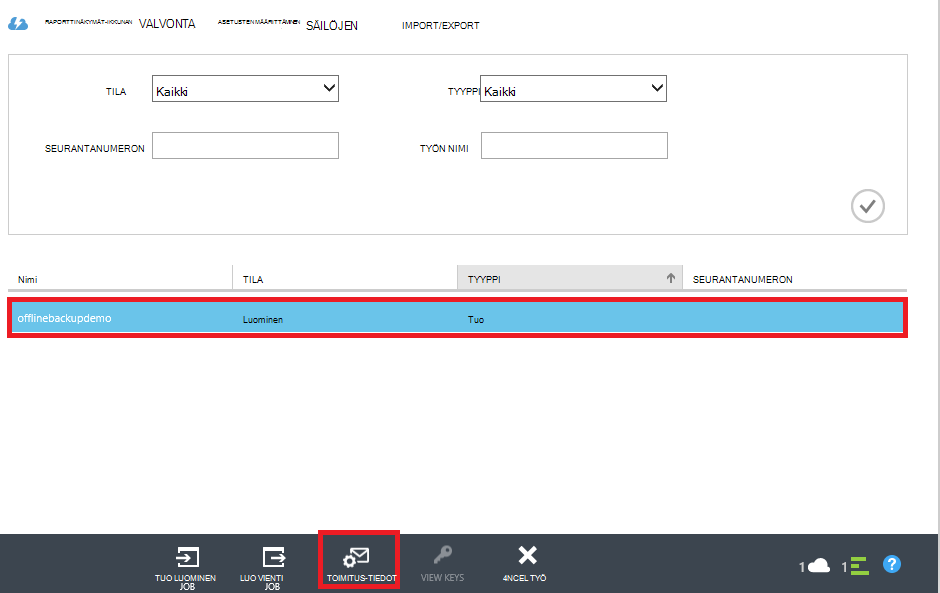 RAPORTTINÄKYMÄT-IKKUNAN VALVONTA ASETUSTEN MÄÄRITTÄMINEN SÄILÖJEN IMPORT/EXPORT
TILA Kaikki TYYPPI Kaikki
SEURANTANUMERON TYÖN NIMI
Nimi TILA TYYPPI SEURANTANUMERON
offlinebackupdemo Luominen Tuo
TUO LUOMINEN JOB
LUO VIENTI JOB
TOIMITUS-TIEDOT
VIEW KEYS
4NCEL TYÖ
1 1 ?